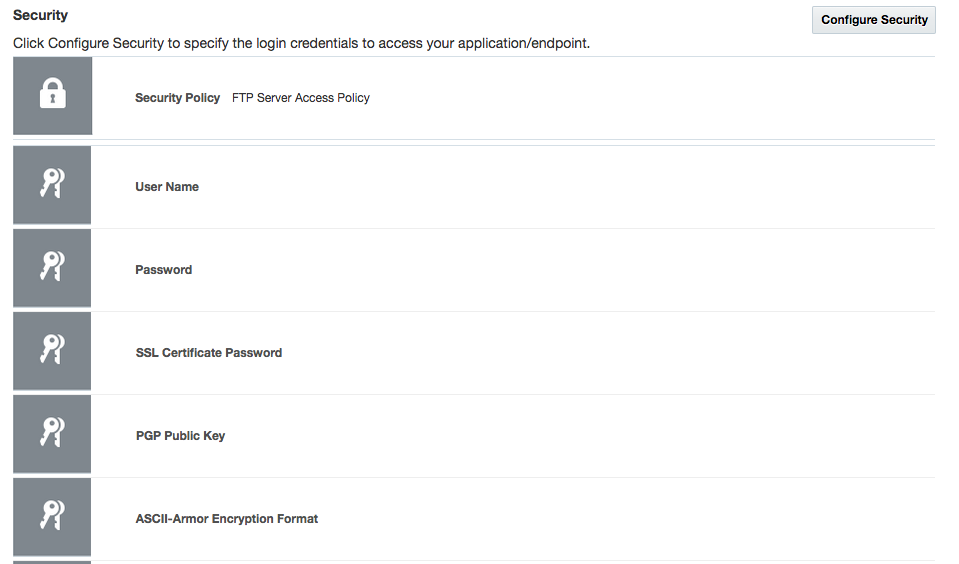 Security
Configure Security
Click Configure Security to specify the login credentials to access your application/endpoint.
Security Policy FTP Server Access Policy
User Name
Password
SSL Certificate Password
PGP Public Key
ASCII-Armor Encryption Format